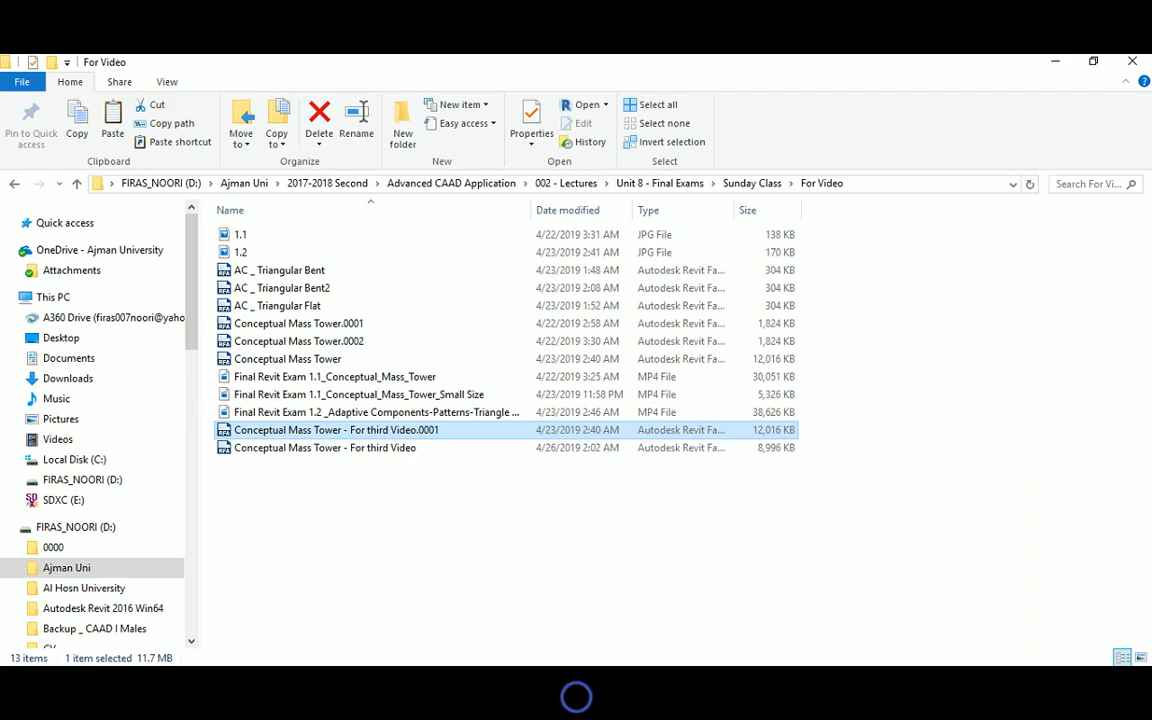 For Video
File Home Share View
Pin to Quick access
Copy
Paste
Cut
Copy path
Paste shortcut
Clipboard
Move to
Copy to
Delete
Rename
Organize
New folder
New item
Easy access
New
Properties
Open
Edit
History
Open
Select all
Select none
Invert selection
Select
FIRAS_NOORI (D:) Ajman Uni 2017-2018 Second Advanced CAAD Application 002 - Lectures Unit 8 - Final Exams Sunday Class For Video
Search For Vi...
Quick access
OneDrive - Ajman University
Attachments
This PC
A360 Drive (firas007noori@yaho
Desktop
Documents
Downloads
Music
Pictures
Videos
Local Disk (C:)
FIRAS_NOORI (D:)
SDXC (E:)
FIRAS_NOORI (D:)
0000
Ajman Uni
Al Hosn University
Autodesk Revit 2016 Win64
Backup _ CAAD I Males
Name Date modified Type Size
1.1 4/22/2019 3:31 AM JPG File 138 KB
1.2 4/23/2019 2:41 AM JPG File 170 KB
AC _ Triangular Bent 4/23/2019 1:48 AM Autodesk Revit Fa... 304 KB
AC _ Triangular Bent2 4/23/2019 2:08 AM Autodesk Revit Fa... 304 KB
AC _ Triangular Flat 4/23/2019 1:52 AM Autodesk Revit Fa... 304 KB
Conceptual Mass Tower.0001 4/22/2019 2:58 AM Autodesk Revit Fa... 1,824 KB
Conceptual Mass Tower.0002 4/22/2019 3:30 AM Autodesk Revit Fa... 1,824 KB
Conceptual Mass Tower 4/23/2019 2:40 AM Autodesk Revit Fa... 12,016 KB
Final Revit Exam 1.1_Conceptual_Mass_Tower 4/22/2019 3:25 AM MP4 File 30,051 KB
Final Revit Exam 1.1_Conceptual_Mass_Tower_Small Size 4/23/2019 11:58 PM MP4 File 5,326 KB
Final Revit Exam 1.2 _Adaptive Components-Patterns-Triangle ... 4/23/2019 2:46 AM MP4 File 38,626 KB
Conceptual Mass Tower - For third Video.0001 4/23/2019 2:40 AM Autodesk Revit Fa... 12,016 KB
Conceptual Mass Tower - For third Video 4/26/2019 2:02 AM Autodesk Revit Fa... 8,996 KB
13 items 1 item selected 11.7 MB